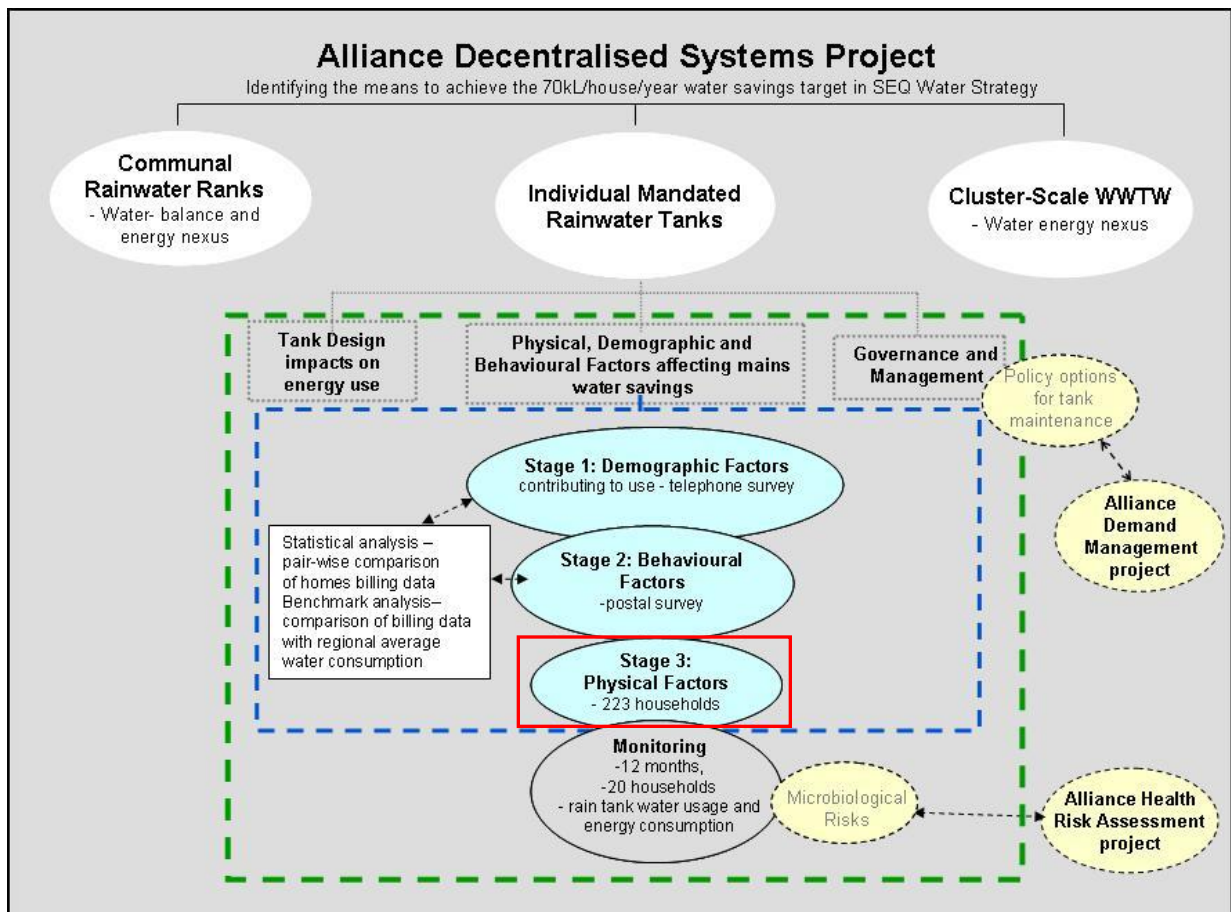 Alliance Decentralised Systems Project
Identifying the means to achieve the 70kL/house/year water savings target in SEQ Water Strategy
Communal
Rainwater Ranks
- Water- balance and
energy nexus
Individual Mandated
Rainwater Tanks
Cluster-Scale WWTW
- Water energy nexus
Tank Design
impacts on
energy use
Physical, Demographic and
Behavioural Factors affecting mains
water savings
Governance and
Management
Policy options
for tank
maintenance
Stage 1: Demographic Factors
contributing to use - telephone survey
Alliance
Demand
Management
project
Statistical analysis –
pair-wise comparison
of homes billing data
Benchmark analysis–
comparison of billing data
with regional average
water consumption
Stage 2: Behavioural
Factors
-postal survey
Stage 3:
Physical Factors
- 223 households
Monitoring
-12 months,
-20 households
- rain tank water usage and
energy consumption
Microbiological
Risks
Alliance Health
Risk Assessment
project